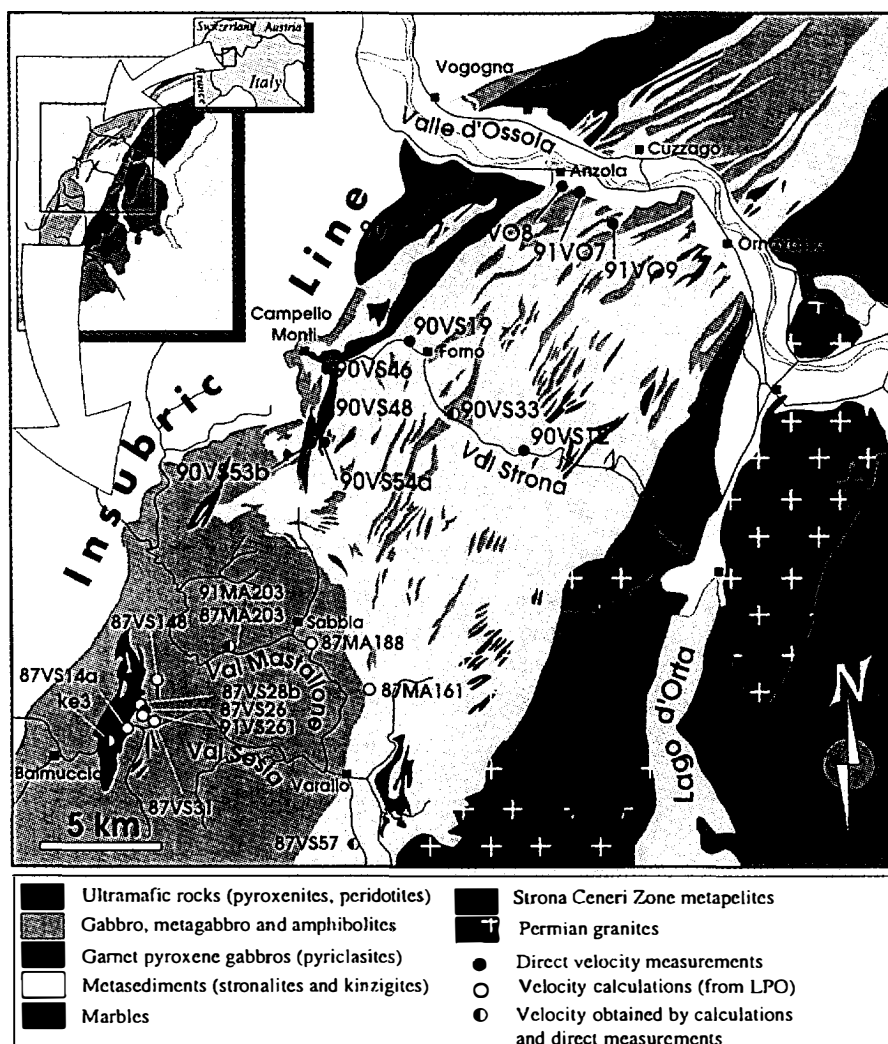 Switzerland Austria
France
Italy
Vogogna
Valle d'Ossola
Cuzzago
Anzola
VO8
91VO7
91VO9
Insubric Line
Campello
Monti
90VS19
Forno
90VS46
90VS48
90VS33
90VS12
Vdi Strona
90VS53b
90VS54a
91MA203
87MA203
87VS148
Sabbia
87MA188
Val Mastallone
87VS14a
ke3
87VS28b
87VS26
91VS261
87MA161
Val Sesia
Balmuccia
Varallo
87VS31
5 km
87VS57
Lago d'Orta
N
Ultramafic rocks (pyroxenites, peridotites)
Gabbro, metagabbro and amphibolites
Garnet pyroxene gabbros (pyriclasites)
Metasediments (stronalites and kinzigites)
Marbles
Strona Ceneri Zone metapelites
Permian granites
Direct velocity measurements
Velocity calculations (from LPO)
Velocity obtained by calculations
and direct measurements